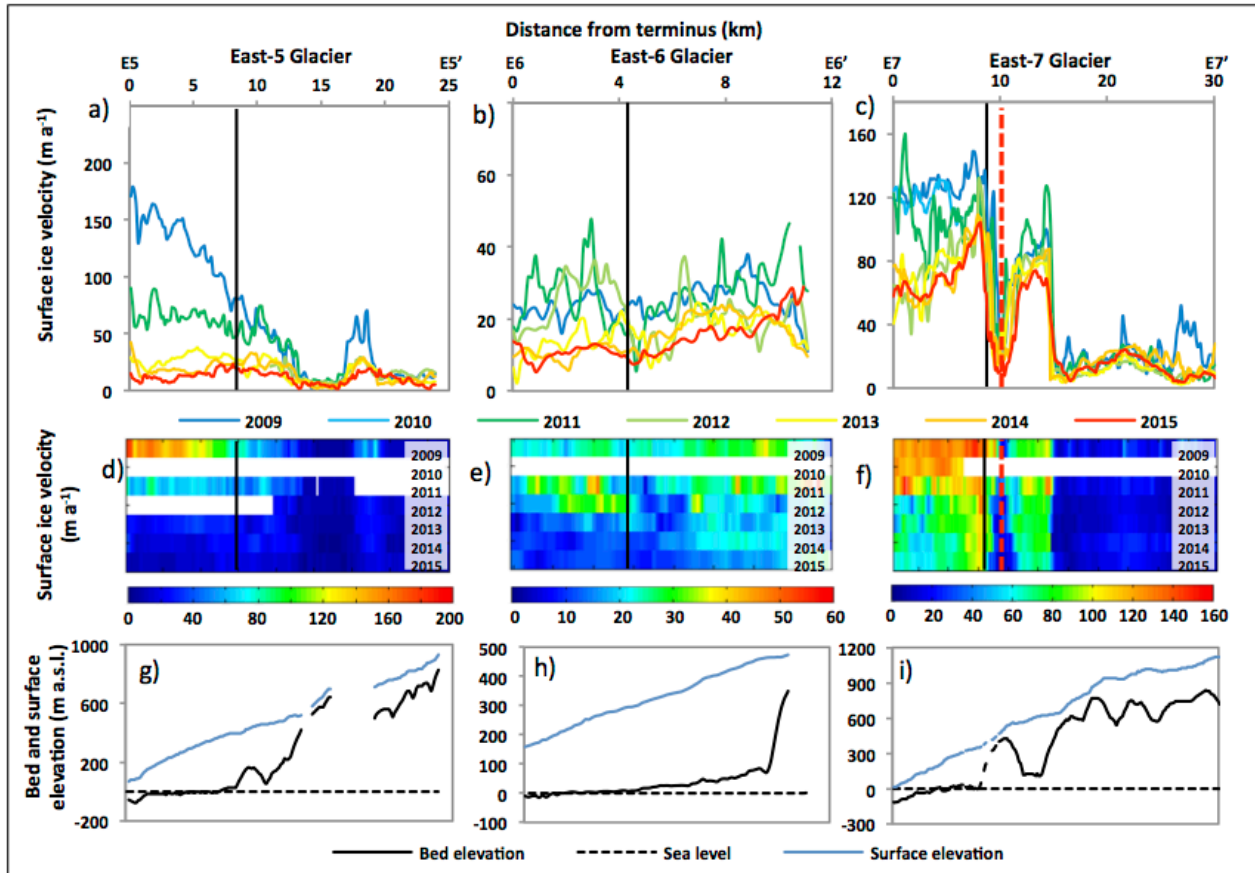 Distance from terminus (km)
E5 East-5 Glacier E5’ E6 East-6 Glacier E6’ E7 East-7 Glacier E7’
0 5 10 15 20 25 0 4 8 12 0 10 20 30
a) b) c)
Surface ice velocity (m a⁻¹)
200 150 100 50 0
80 60 40 20 0
160 120 80 40 0
2009 2010 2011 2012 2013 2014 2015
Surface ice velocity
(m a⁻¹)
d) e) f)
2009 2009 2009
2010 2010 2010
2011 2011 2011
2012 2012 2012
2013 2013 2013
2014 2014 2014
2015 2015 2015
0 40 80 120 160 200 0 10 20 30 40 50 60 0 20 40 60 80 100 120 140 160
Bed and surface
elevation (m a.s.l.)
g) h) i)
1000 600 200 -200
500 400 300 200 100 0 -100
1200 900 600 300 0 -300
Bed elevation Sea level Surface elevation